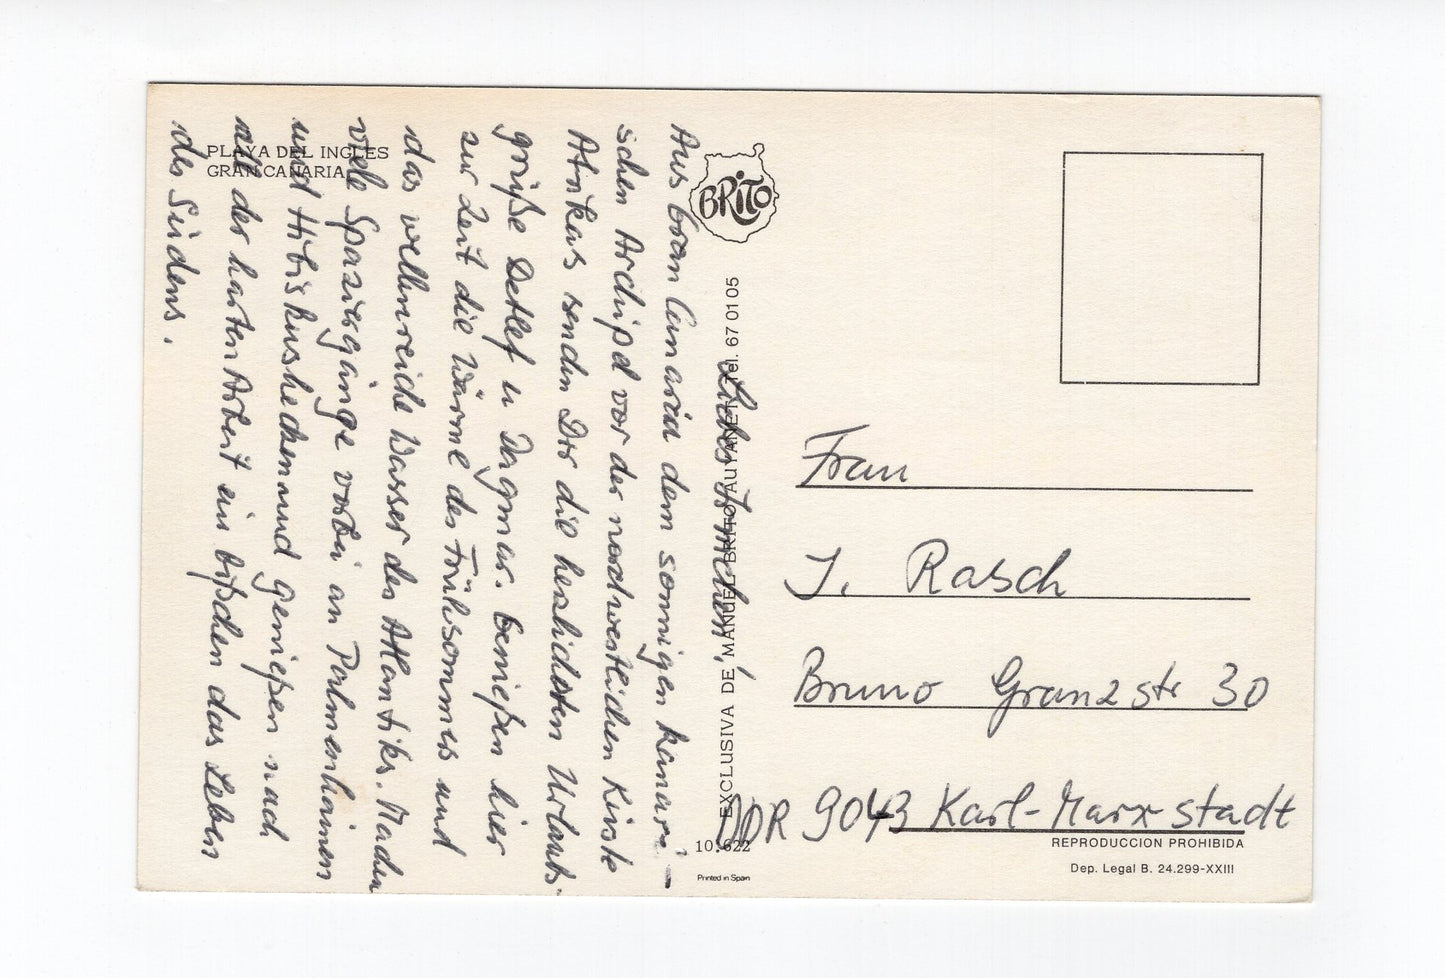 PLAYA DEL INGLES
GRAN CANARIA
BRITO
EXCLUSIVA DE MANUEL BRITO AUYANET. Tel. 67 01 05
10.622
Printed in Spain
Liebes
Aus Gran Canaria dem sonnigen kanari-
schen Archipel vor der nordwestlichen Küste
Afrikas senden Dir die herzlichsten Urlaubs-
grüße Detlef u Dagmar. Genießen hier
zur Zeit die Wärme des Frühsommers und
das wellenreiche Wasser des Atlantiks. Machen
viele Spaziergänge vorbei an Palmenhainen
und Hibiskushecken und genießen nach
all der harten Arbeit ein bißchen das Leben
des Südens.
Frau
J. Rasch
Bruno Granz str 30
DDR 9043 Karl-Marx-Stadt
REPRODUCCION PROHIBIDA
Dep. Legal B. 24.299-XXIII